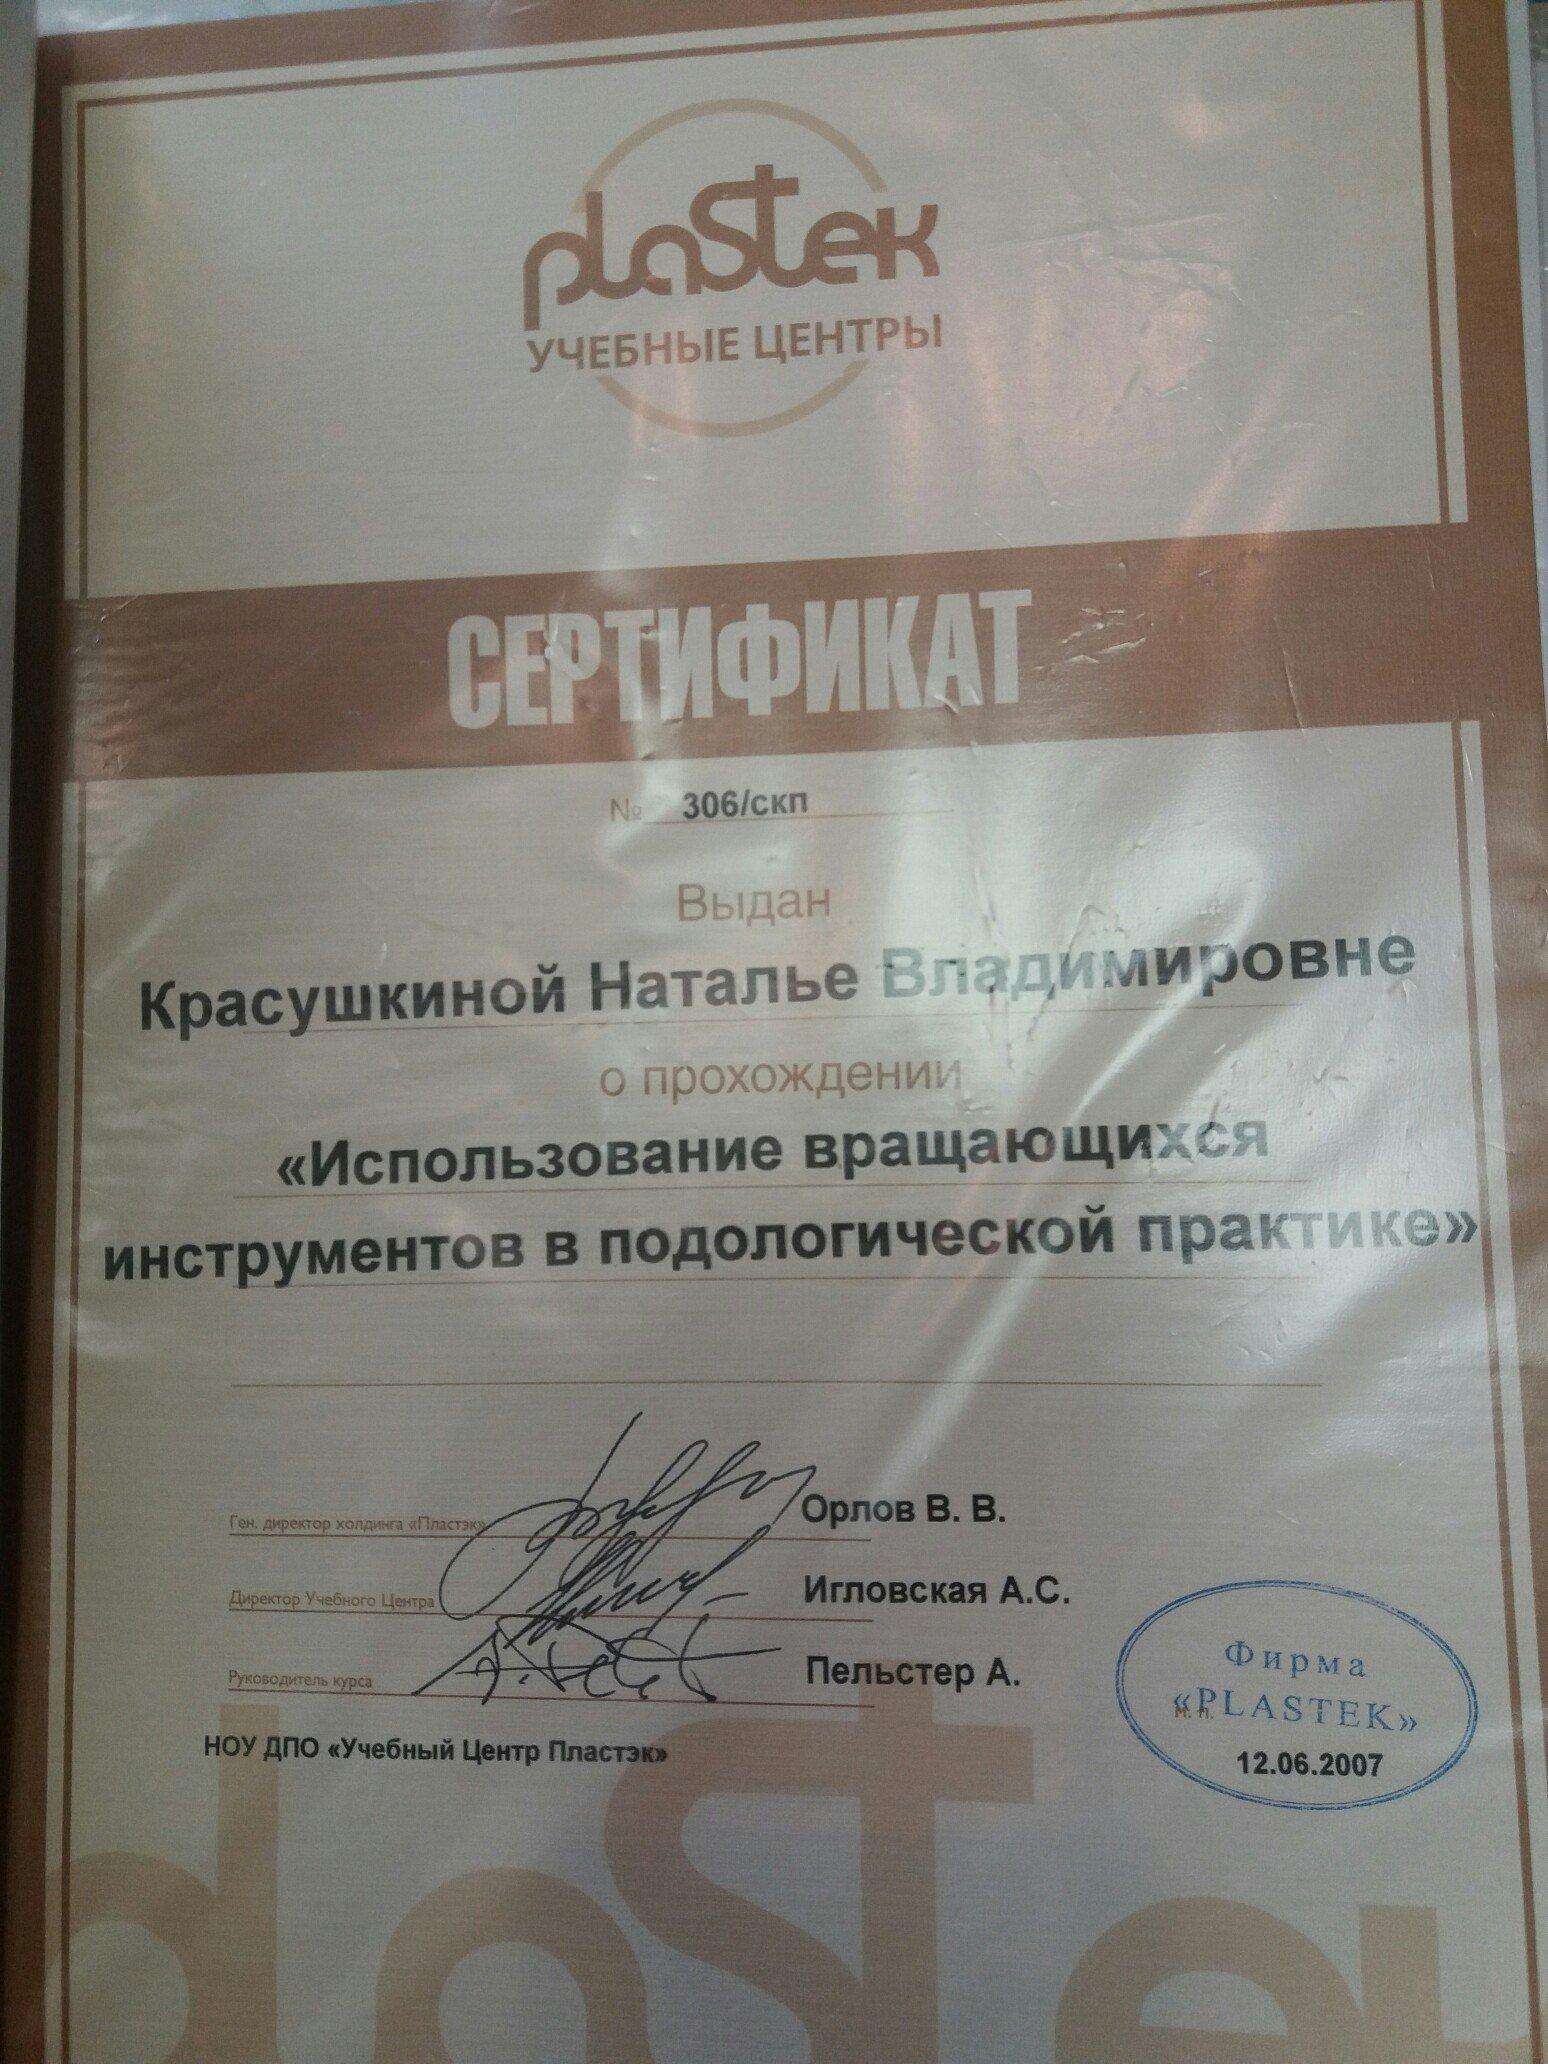 plastek
УЧЕБНЫЕ ЦЕНТРЫ
СЕРТИФИКАТ
№ 306/скп
Выдан
Красушкиной Наталье Владимировне
о прохождении
«Использование вращающихся
инструментов в подологической практике»
Ген. директор холдинга «Пластэк» Орлов В. В.
Директор Учебного Центра Игловская А.С.
Руководитель курса Пельстер А.
НОУ ДПО «Учебный Центр Пластэк»
Фирма
«PLASTEK»
м. п.
12.06.2007
plastek